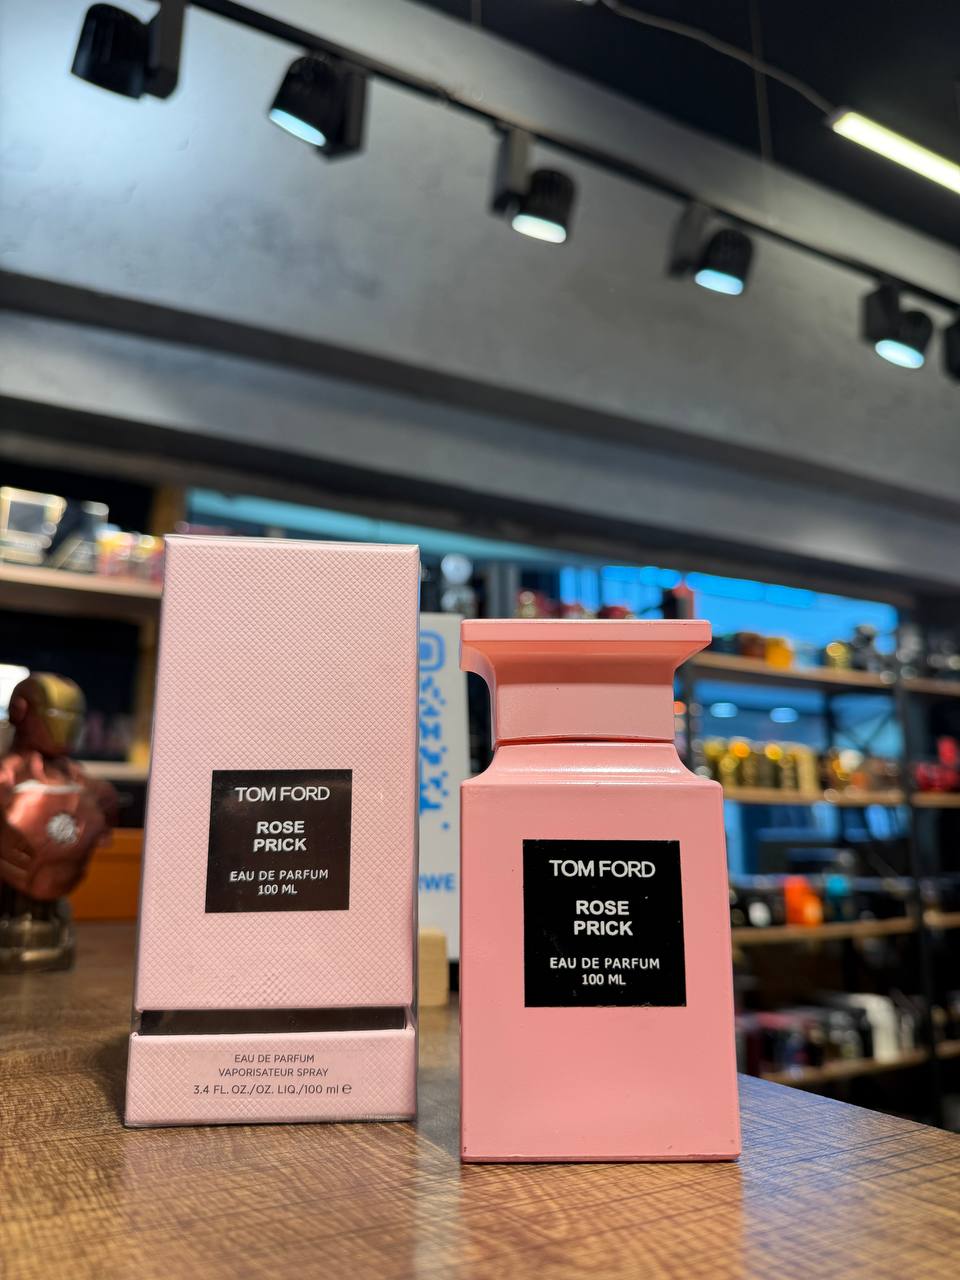 TOM FORD
ROSE
PRICK
EAU DE PARFUM
100 ML
EAU DE PARFUM
VAPORISATEUR SPRAY
3.4 FL. OZ./OZ. LIQ./100 ml ℮
TOM FORD
ROSE
PRICK
EAU DE PARFUM
100 ML